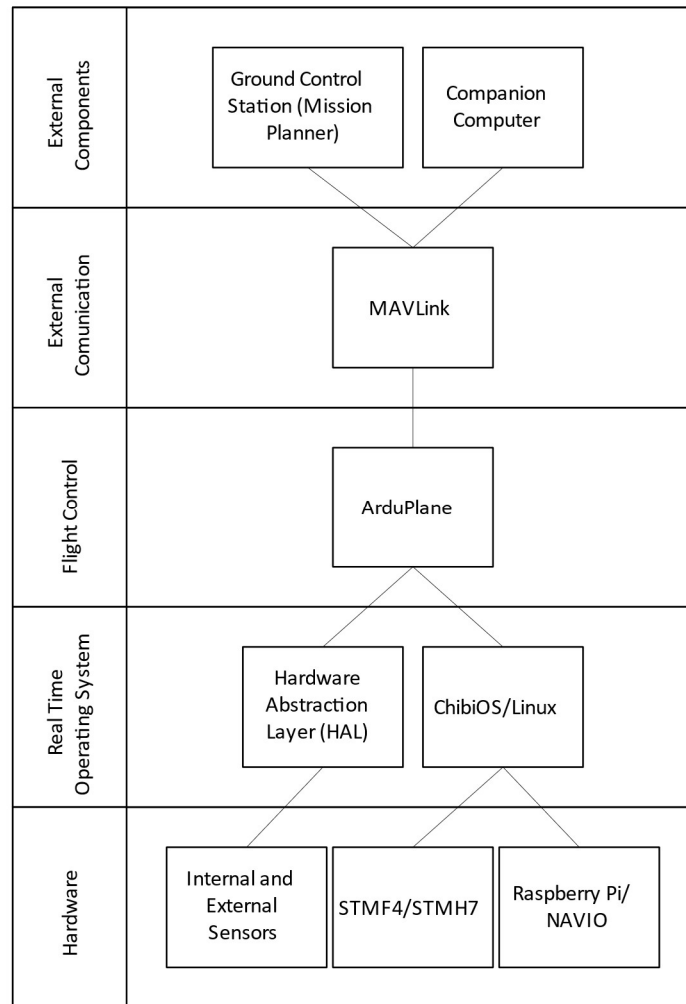 External
Components
Ground Control
Station (Mission
Planner)
Companion
Computer
External
Comunication
MAVLink
Flight Control
ArduPlane
Real Time
Operating System
Hardware
Abstraction
Layer (HAL)
ChibiOS/Linux
Hardware
Internal and
External
Sensors
STMF4/STMH7
Raspberry Pi/
NAVIO